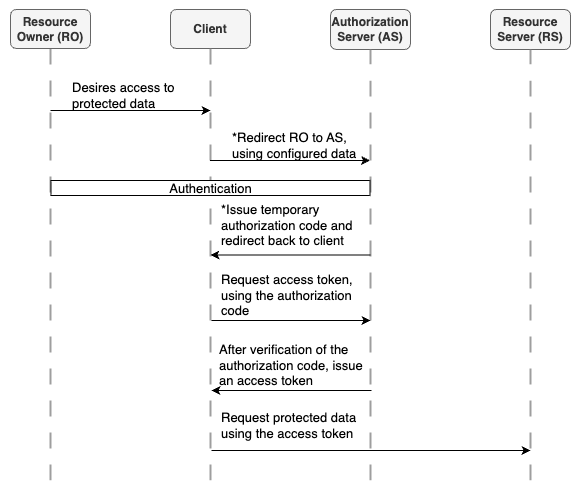 Resource
Owner (RO)
Client
Authorization
Server (AS)
Resource
Server (RS)
Desires access to
protected data
*Redirect RO to AS,
using configured data
Authentication
*Issue temporary
authorization code and
redirect back to client
Request access token,
using the authorization
code
After verification of the
authorization code, issue
an access token
Request protected data
using the access token